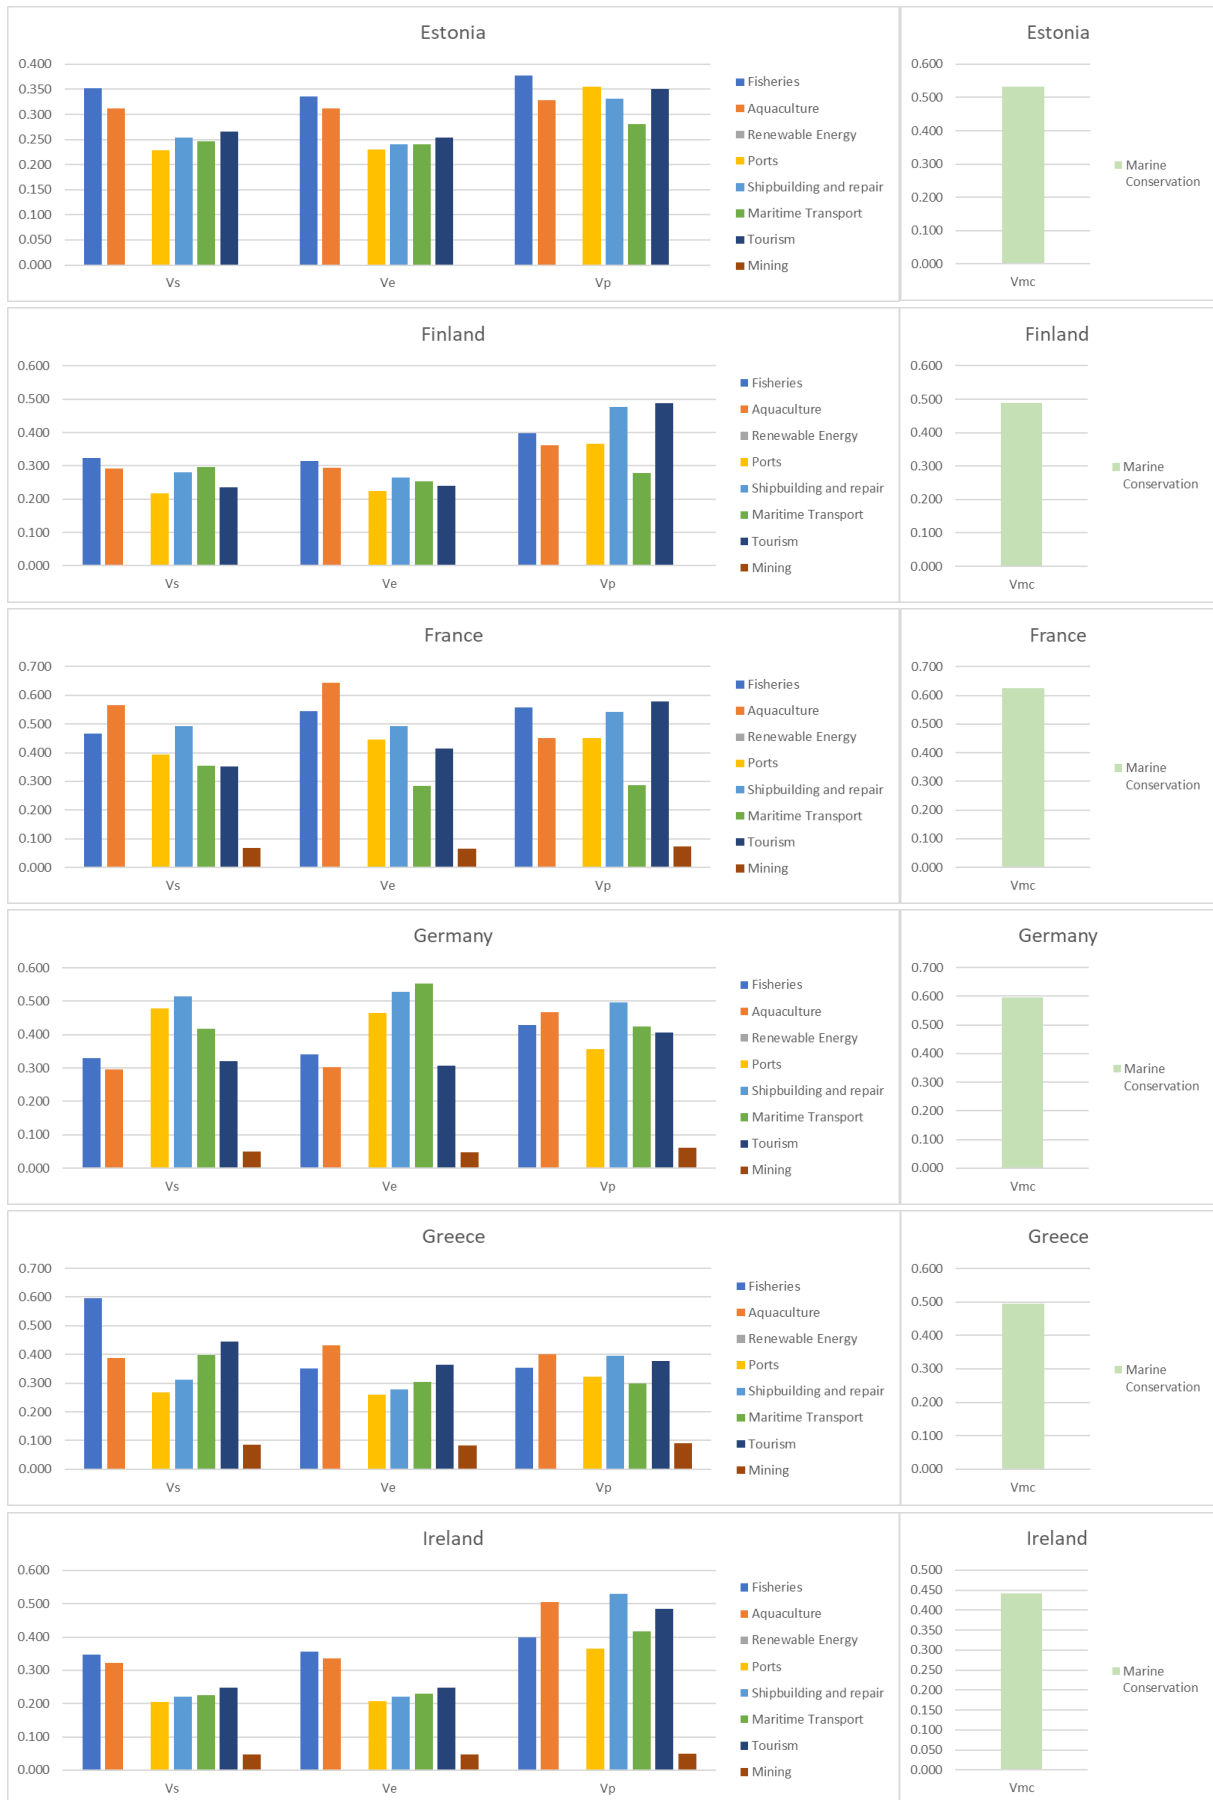 Estonia
0.400
0.350
0.300
0.250
0.200
0.150
0.100
0.050
0.000
Vs
Ve
Vp
Fisheries
Aquaculture
Renewable Energy
Ports
Shipbuilding and repair
Maritime Transport
Tourism
Mining
Estonia
0.600
0.500
0.400
0.300
0.200
0.100
0.000
Vmc
Marine
Conservation
Finland
0.600
0.500
0.400
0.300
0.200
0.100
0.000
Vs
Ve
Vp
Fisheries
Aquaculture
Renewable Energy
Ports
Shipbuilding and repair
Maritime Transport
Tourism
Mining
Finland
0.600
0.500
0.400
0.300
0.200
0.100
0.000
Vmc
Marine
Conservation
France
0.700
0.600
0.500
0.400
0.300
0.200
0.100
0.000
Vs
Ve
Vp
Fisheries
Aquaculture
Renewable Energy
Ports
Shipbuilding and repair
Maritime Transport
Tourism
Mining
France
0.700
0.600
0.500
0.400
0.300
0.200
0.100
0.000
Vmc
Marine
Conservation
Germany
0.600
0.500
0.400
0.300
0.200
0.100
0.000
Vs
Ve
Vp
Fisheries
Aquaculture
Renewable Energy
Ports
Shipbuilding and repair
Maritime Transport
Tourism
Mining
Germany
0.700
0.600
0.500
0.400
0.300
0.200
0.100
0.000
Vmc
Marine
Conservation
Greece
0.700
0.600
0.500
0.400
0.300
0.200
0.100
0.000
Vs
Ve
Vp
Fisheries
Aquaculture
Renewable Energy
Ports
Shipbuilding and repair
Maritime Transport
Tourism
Mining
Greece
0.600
0.500
0.400
0.300
0.200
0.100
0.000
Vmc
Marine
Conservation
Ireland
0.600
0.500
0.400
0.300
0.200
0.100
0.000
Vs
Ve
Vp
Fisheries
Aquaculture
Renewable Energy
Ports
Shipbuilding and repair
Maritime Transport
Tourism
Mining
Ireland
0.500
0.450
0.400
0.350
0.300
0.250
0.200
0.150
0.100
0.050
0.000
Vmc
Marine
Conservation